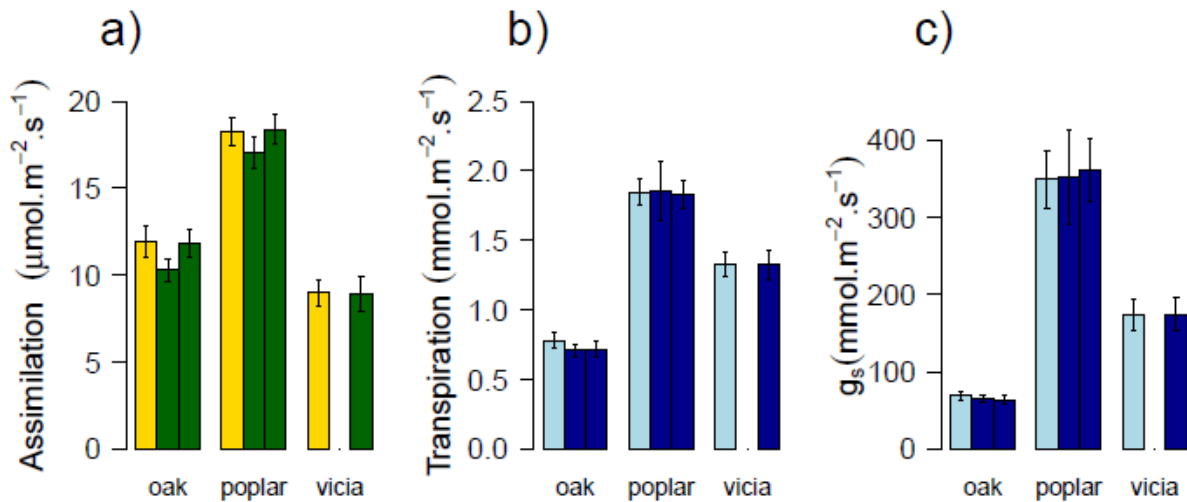 a)
Assimilation (μmol.m⁻².s⁻¹)
20
15
10
5
0
oak poplar vicia
b)
Transpiration (mmol.m⁻².s⁻¹)
2.5
2.0
1.5
1.0
0.5
0.0
oak poplar vicia
c)
gₛ(mmol.m⁻².s⁻¹)
400
300
200
100
0
oak poplar vicia